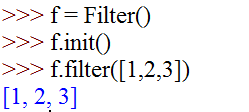 >>> f = Filter()
>>> f.init()
>>> f.filter([1,2,3])
[1, 2, 3]